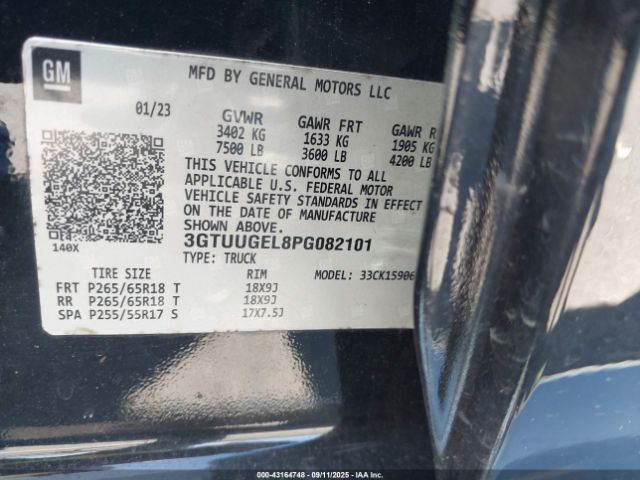 GM
MFD BY GENERAL MOTORS LLC
01/23
GVWR GAWR FRT GAWR R
3402 KG 1633 KG 1905 KG
7500 LB 3600 LB 4200 LB
THIS VEHICLE CONFORMS TO ALL
APPLICABLE U.S. FEDERAL MOTOR
VEHICLE SAFETY STANDARDS IN EFFECT
ON THE DATE OF MANUFACTURE
SHOWN ABOVE.
140X
3GTUUGEL8PG082101
TYPE: TRUCK MODEL: 33CK15906
TIRE SIZE RIM
FRT P265/65R18 T 18X9J
RR P265/65R18 T 18X9J
SPA P255/55R17 S 17X7.5J
000-43164748 - 09/11/2025 - IAAI.COM